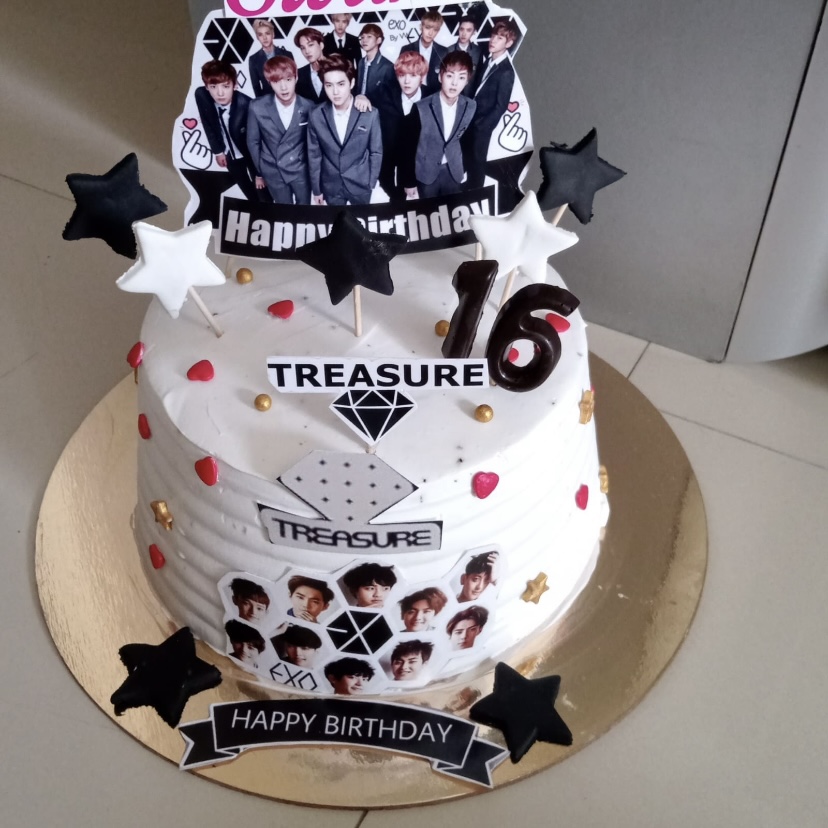 exo
Happy Birthday
16
TREASURE
TREASURE
EXO
HAPPY BIRTHDAY